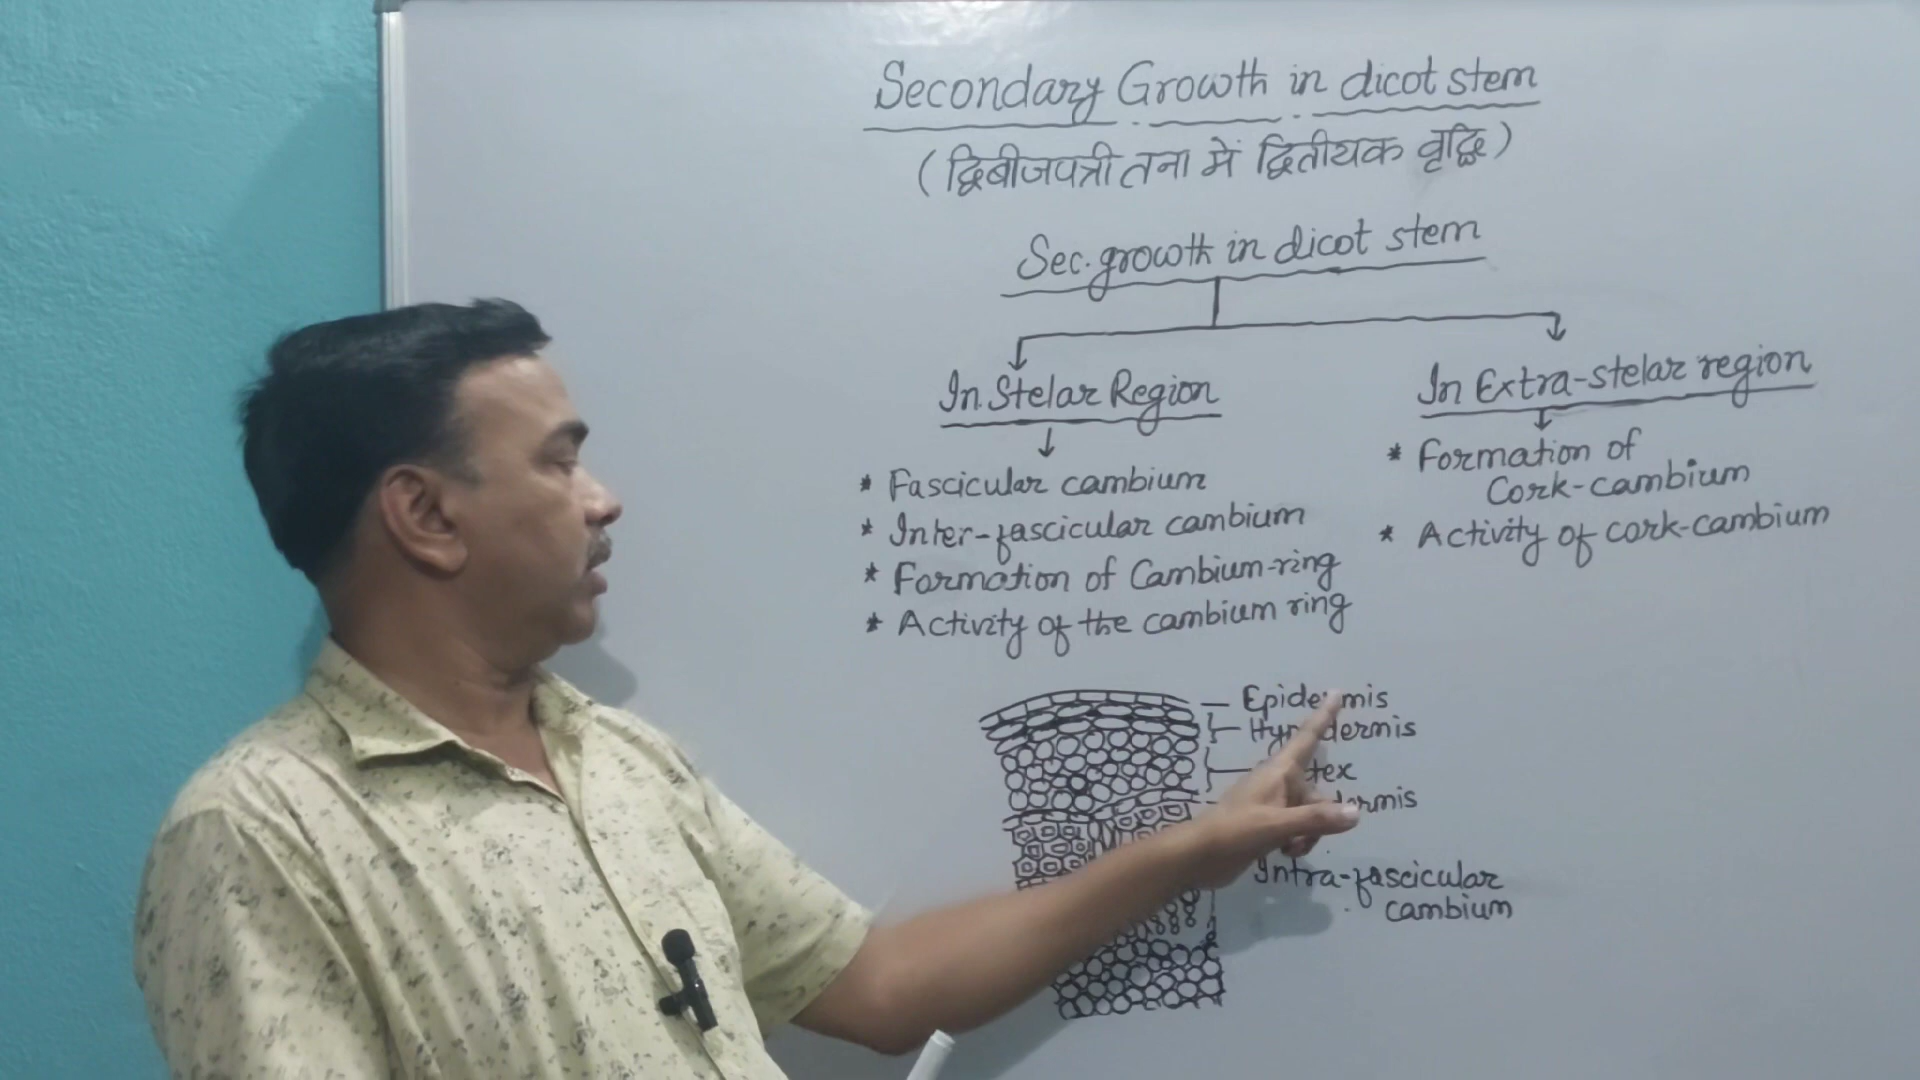 Secondary Growth in dicot stem
(द्विबीजपत्री तना में द्वितीयक वृद्धि)
Sec. growth in dicot stem
In Stelar Region
* Fascicular cambium
* Inter-fascicular cambium
* Formation of Cambium-ring
* Activity of the cambium ring
In Extra-stelar region
* Formation of
Cork-cambium
* Activity of cork-cambium
Epidermis
Hypodermis
Intra-fascicular
cambium